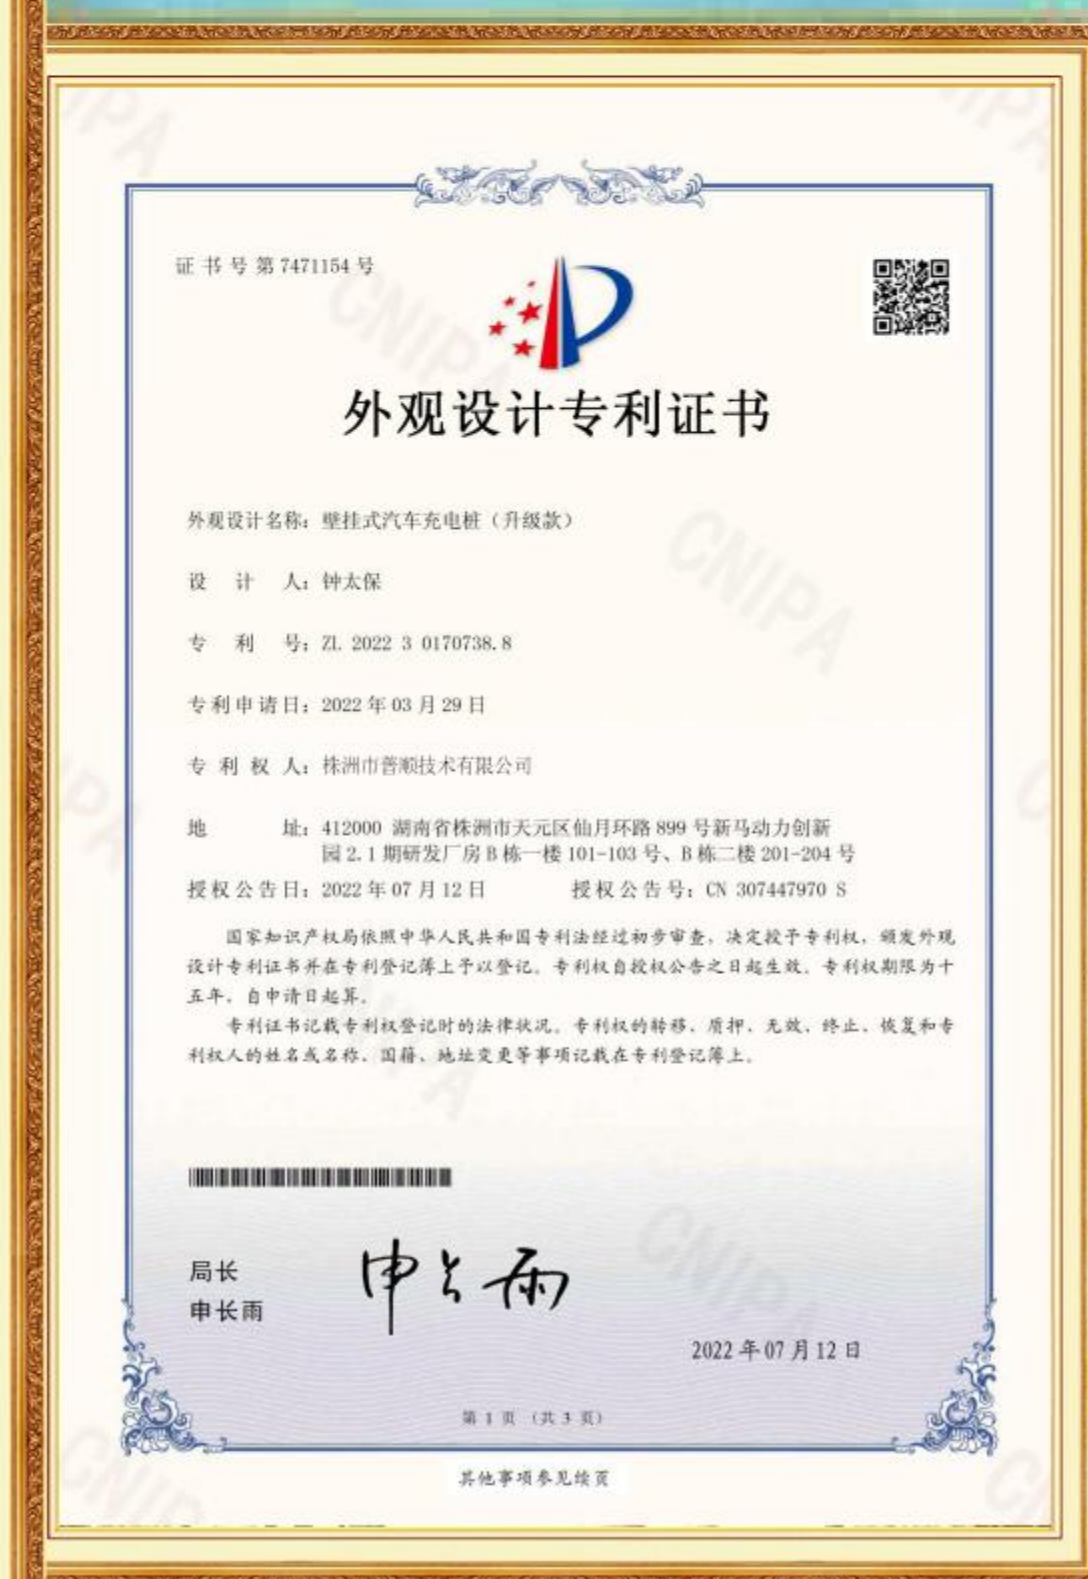 证书号第7471154号
外观设计专利证书
外观设计名称：壁挂式汽车充电桩（升级款）
设计人：钟太保
专利号：ZL 2022 3 0170738.8
专利申请日：2022年03月29日
专利权人：株洲市普顺技术有限公司
地址：412000 湖南省株洲市天元区仙月环路899号新马动力创新
园2.1期研发厂房B栋一楼101-103号、B栋二楼201-204号
授权公告日：2022年07月12日 授权公告号：CN 307447970 S
国家知识产权局依照中华人民共和国专利法经过初步审查，决定授予专利权，颁发外观
设计专利证书并在专利登记簿上予以登记。专利权自授权公告之日起生效。专利权期限为十
五年，自申请日起算。
专利证书记载专利权登记时的法律状况。专利权的转移、质押、无效、终止、恢复和专
利权人的姓名或名称、国籍、地址变更等事项记载在专利登记簿上。
局长
申长雨
申长雨
2022年07月12日
第 1 页 （共 3 页）
其他事项参见续页
CNIPA
CNIPA
CNIPA
CNIPA